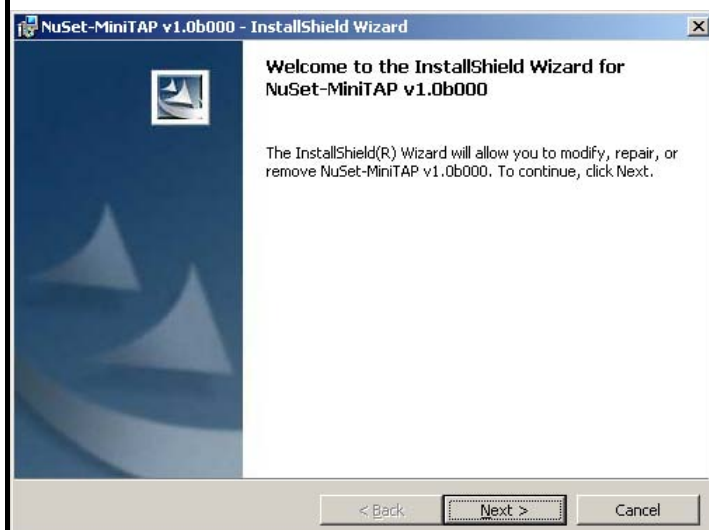 NuSet-MiniTAP v1.0b000 - InstallShield Wizard
Welcome to the InstallShield Wizard for
NuSet-MiniTAP v1.0b000
The InstallShield(R) Wizard will allow you to modify, repair, or
remove NuSet-MiniTAP v1.0b000. To continue, click Next.
< Back
Next >
Cancel